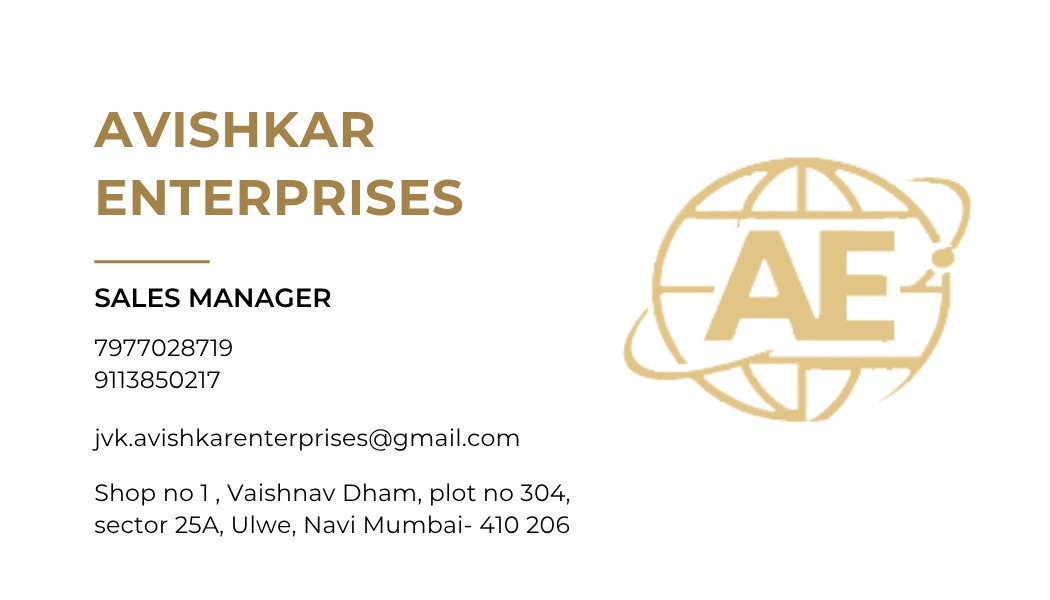 AVISHKAR
ENTERPRISES
SALES MANAGER
7977028719
9113850217
jvk.avishkarenterprises@gmail.com
Shop no 1 , Vaishnav Dham, plot no 304,
sector 25A, Ulwe, Navi Mumbai- 410 206
AE